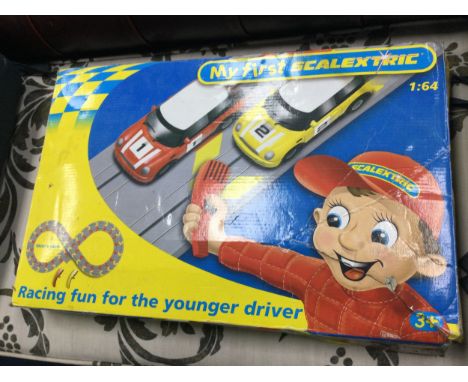 My first SCALEXTRIC
1:64
1
2
SCALEXTRIC
Racing fun for the younger driver
3+